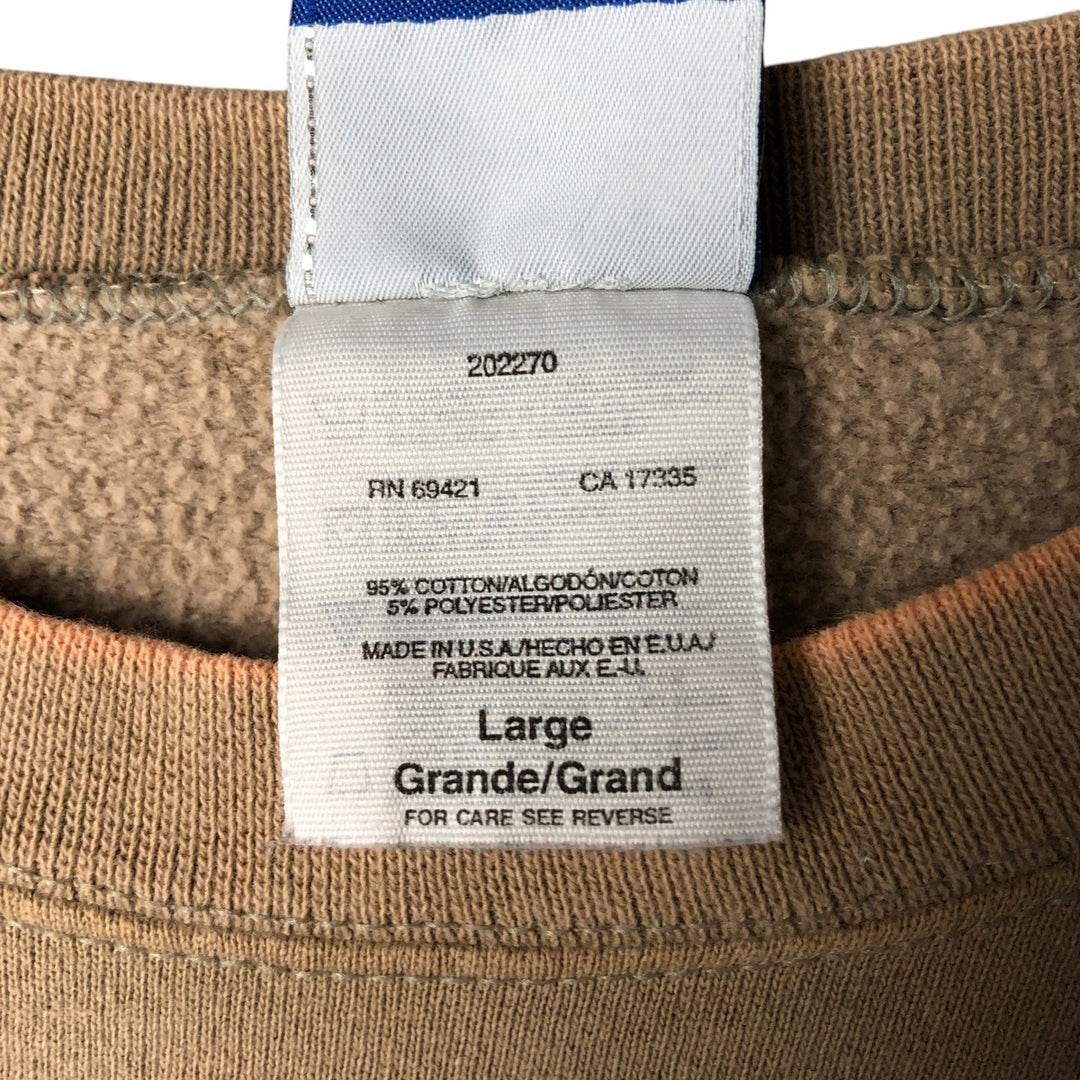 202270
RN 69421 CA 17335
95% COTTON/ALGODÓN/COTON
5% POLYESTER/POLIESTER
MADE IN U.S.A./HECHO EN E.U.A./
FABRIQUE AUX E.-U.
Large
Grande/Grand
FOR CARE SEE REVERSE